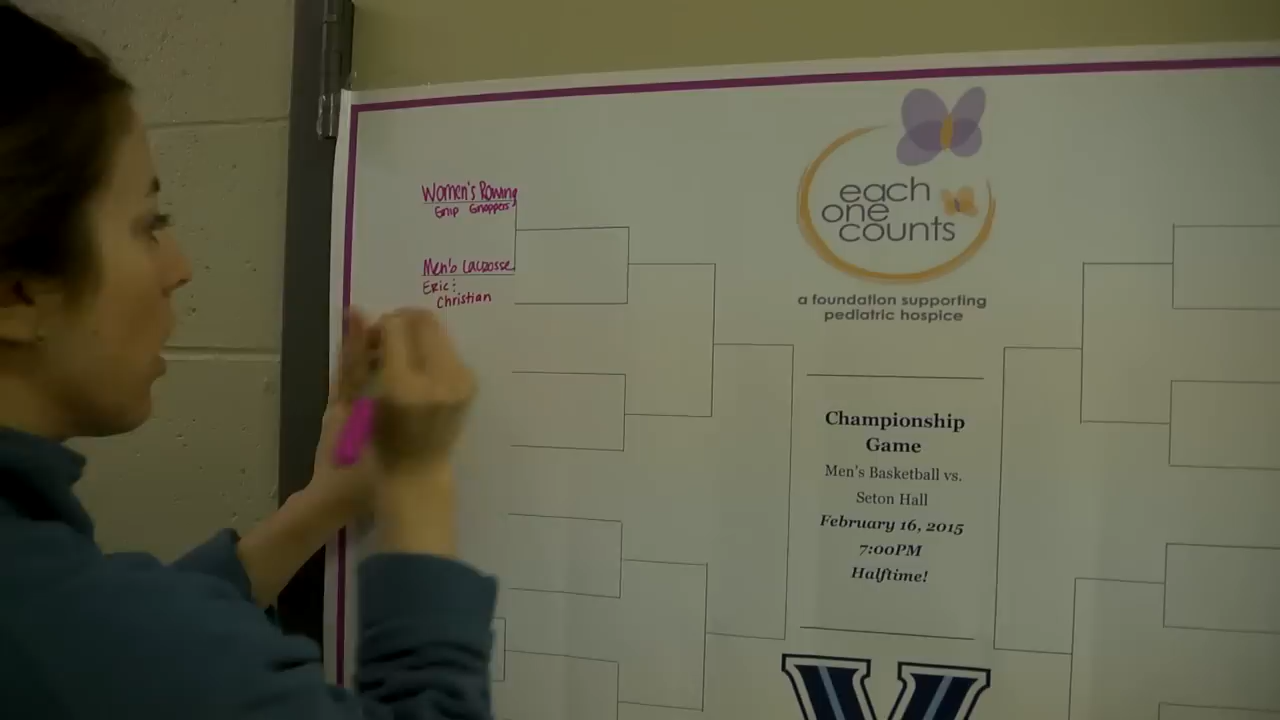 Women's Rowing
Grip Grappers
Men's Lacrosse
Eric &
Christian
each
one
counts
a foundation supporting
pediatric hospice
Championship
Game
Men's Basketball vs.
Seton Hall
February 16, 2015
7:00PM
Halftime!
V